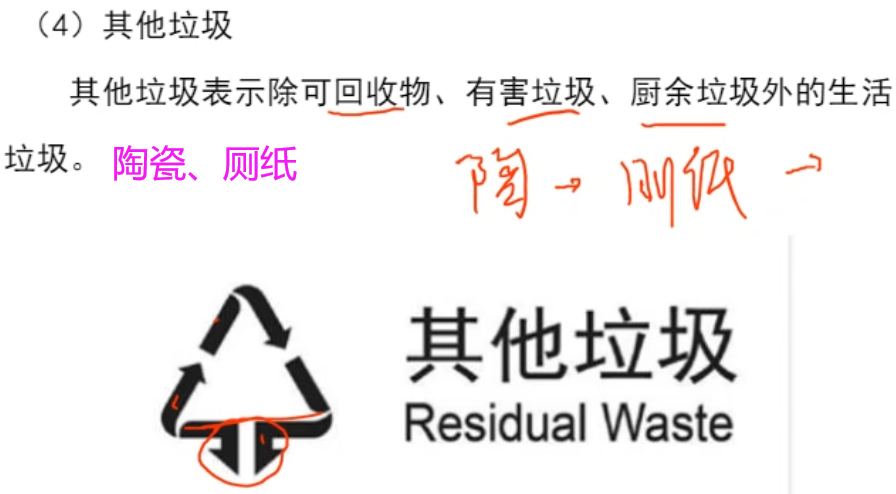 （4）其他垃圾
其他垃圾表示除可回收物、有害垃圾、厨余垃圾外的生活
垃圾。陶瓷、厕纸
陶→厕纸→
其他垃圾
Residual Waste